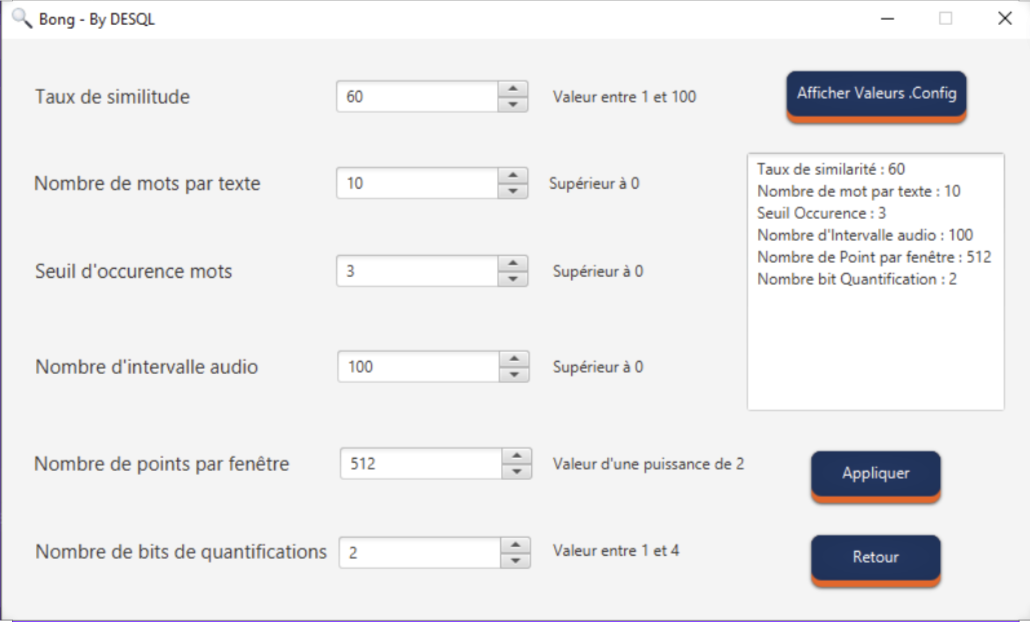 Bong - By DESQL
Taux de similitude 60 Valeur entre 1 et 100
Afficher Valeurs .Config
Nombre de mots par texte 10 Supérieur à 0
Seuil d'occurence mots 3 Supérieur à 0
Nombre d'intervalle audio 100 Supérieur à 0
Nombre de points par fenêtre 512 Valeur d'une puissance de 2
Nombre de bits de quantifications 2 Valeur entre 1 et 4
Taux de similarité : 60
Nombre de mot par texte : 10
Seuil Occurence : 3
Nombre d'Intervalle audio : 100
Nombre de Point par fenêtre : 512
Nombre bit Quantification : 2
Appliquer
Retour